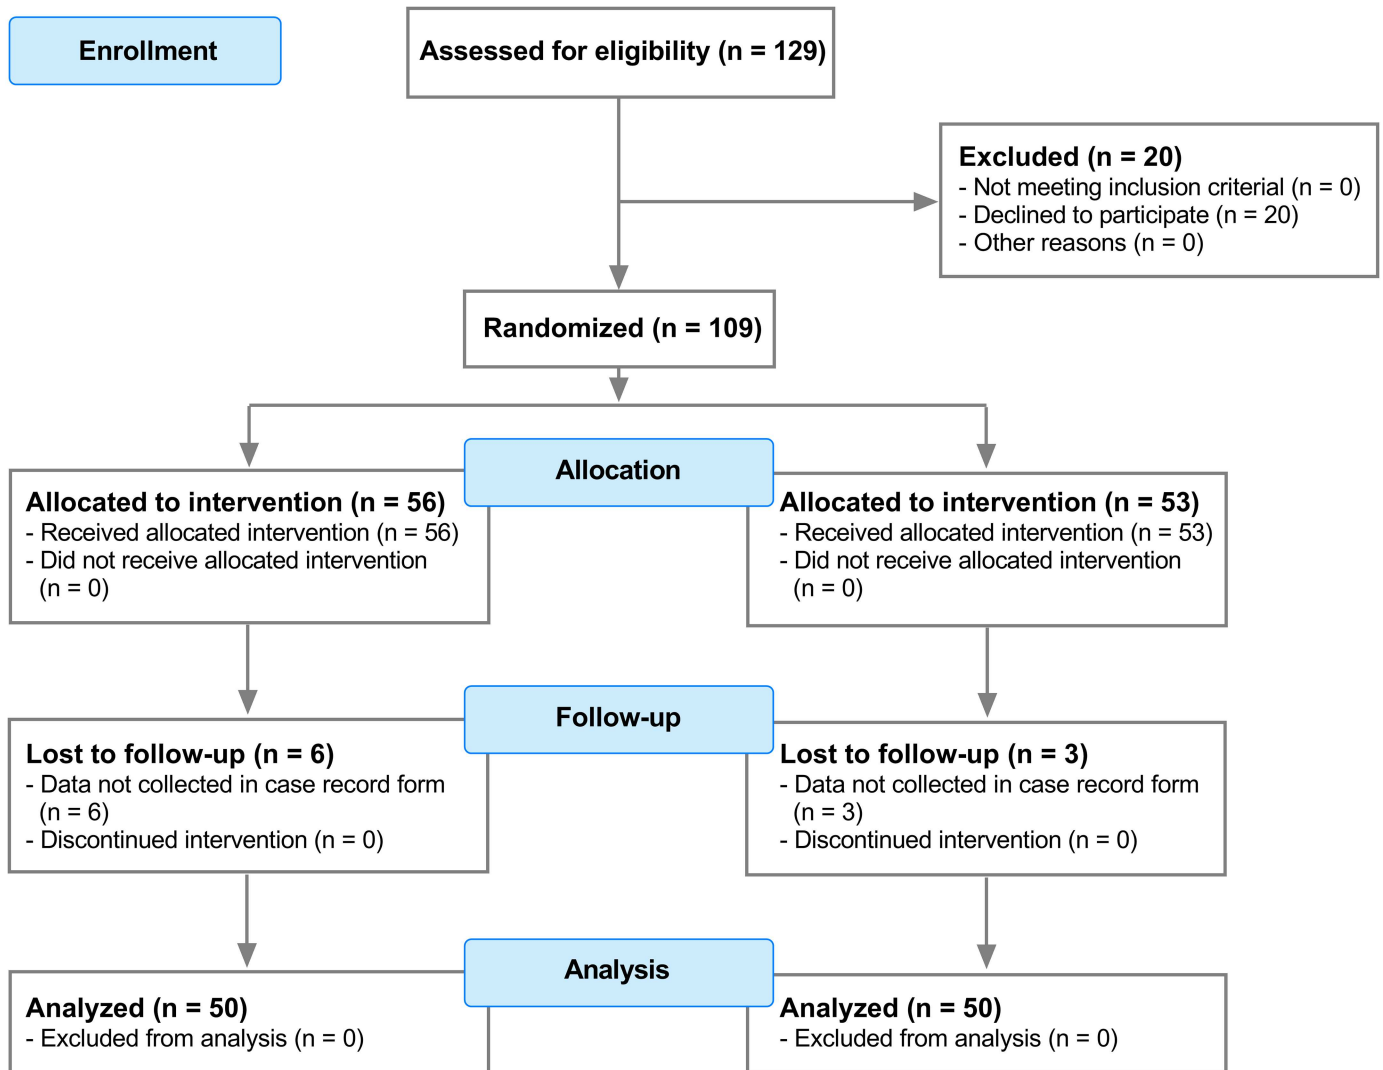 Enrollment
Assessed for eligibility (n = 129)
Excluded (n = 20)
- Not meeting inclusion criterial (n = 0)
- Declined to participate (n = 20)
- Other reasons (n = 0)
Randomized (n = 109)
Allocation
Allocated to intervention (n = 56)
- Received allocated intervention (n = 56)
- Did not receive allocated intervention
(n = 0)
Allocated to intervention (n = 53)
- Received allocated intervention (n = 53)
- Did not receive allocated intervention
(n = 0)
Follow-up
Lost to follow-up (n = 6)
- Data not collected in case record form
(n = 6)
- Discontinued intervention (n = 0)
Lost to follow-up (n = 3)
- Data not collected in case record form
(n = 3)
- Discontinued intervention (n = 0)
Analysis
Analyzed (n = 50)
- Excluded from analysis (n = 0)
Analyzed (n = 50)
- Excluded from analysis (n = 0)